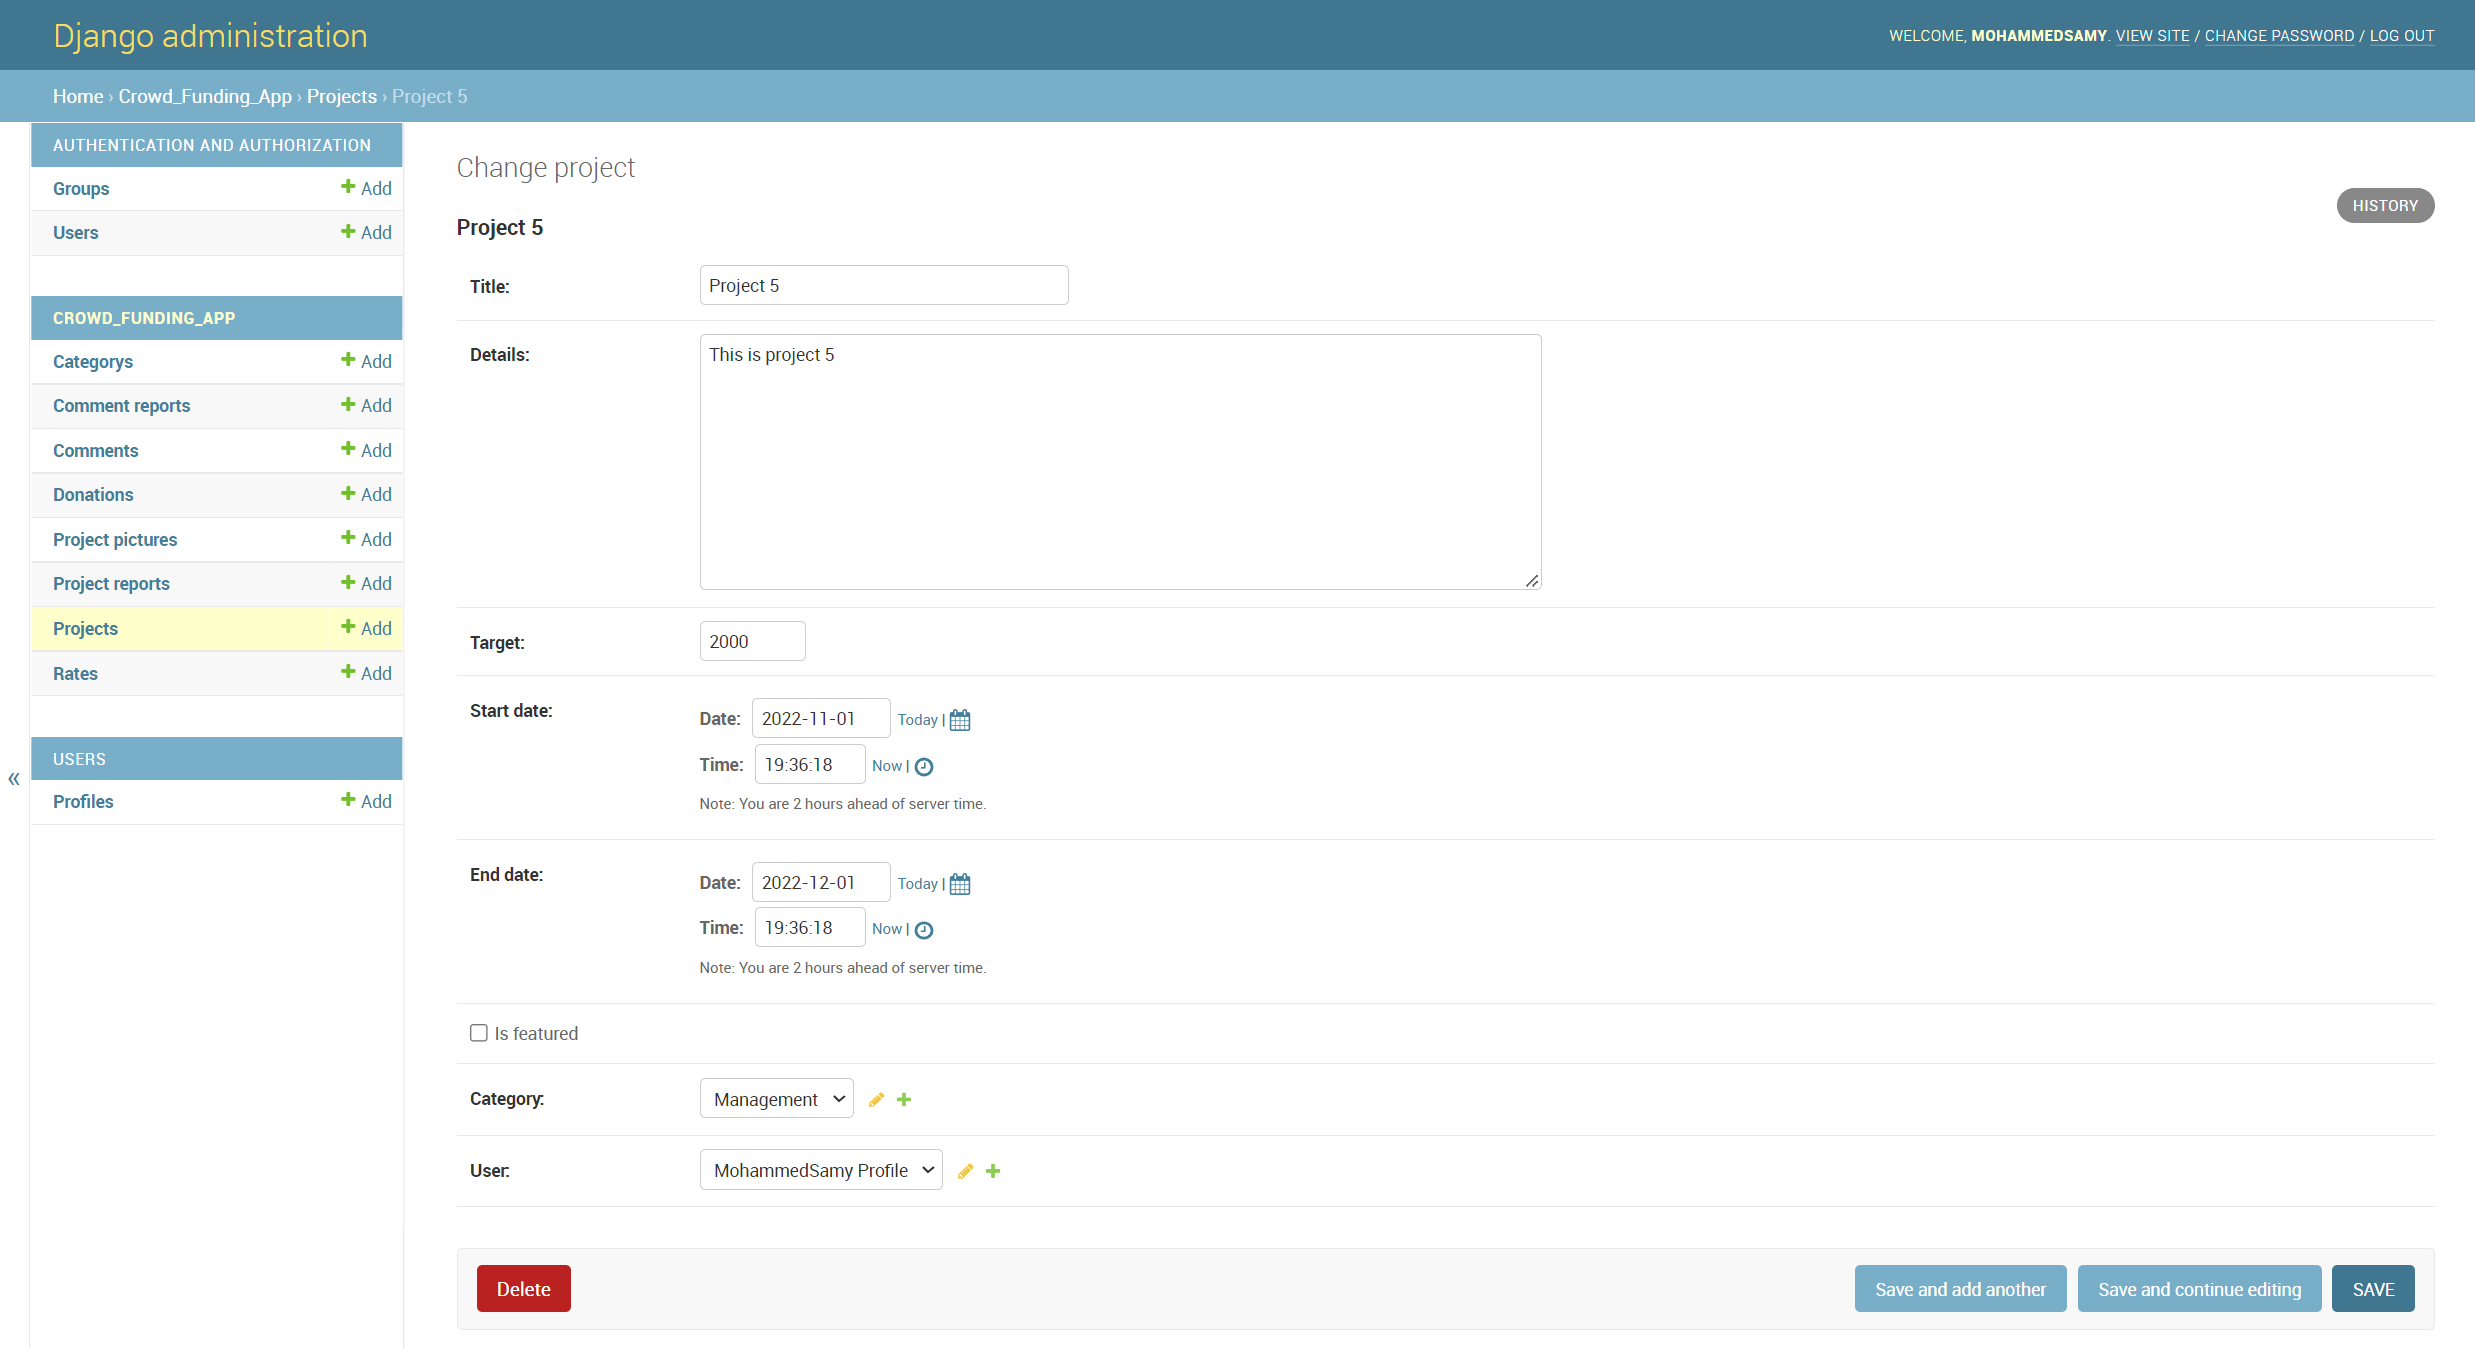 Django administration
WELCOME, MOHAMMEDSAMY. VIEW SITE / CHANGE PASSWORD / LOG OUT
Home › Crowd_Funding_App › Projects › Project 5
AUTHENTICATION AND AUTHORIZATION
Groups Add
Users Add
CROWD_FUNDING_APP
Categorys Add
Comment reports Add
Comments Add
Donations Add
Project pictures Add
Project reports Add
Projects Add
Rates Add
USERS
Profiles Add
«
Change project
HISTORY
Project 5
Title: Project 5
Details: This is project 5
Target: 2000
Start date: Date: 2022-11-01 Today |
Time: 19:36:18 Now |
Note: You are 2 hours ahead of server time.
End date: Date: 2022-12-01 Today |
Time: 19:36:18 Now |
Note: You are 2 hours ahead of server time.
Is featured
Category: Management
User: MohammedSamy Profile
Delete Save and add another Save and continue editing SAVE